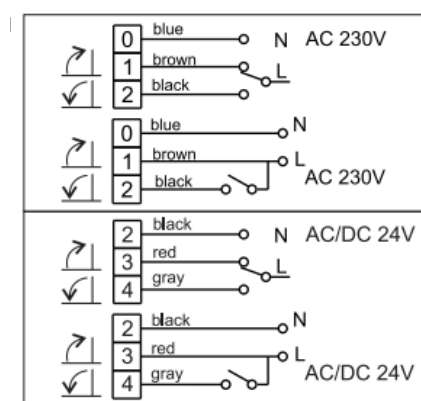 0 blue N AC 230V
1 brown L
2 black
0 blue N
1 brown L
2 black AC 230V
2 black N AC/DC 24V
3 red L
4 gray
2 black N
3 red L
4 gray AC/DC 24V